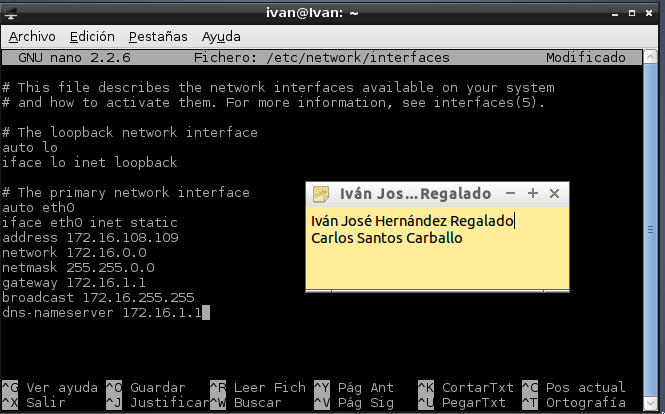 ivan@Ivan: ~
Archivo Edición Pestañas Ayuda
GNU nano 2.2.6 Fichero: /etc/network/interfaces Modificado
# This file describes the network interfaces available on your system
# and how to activate them. For more information, see interfaces(5).
# The loopback network interface
auto lo
iface lo inet loopback
# The primary network interface
auto eth0
iface eth0 inet static
address 172.16.108.109
network 172.16.0.0
netmask 255.255.0.0
gateway 172.16.1.1
broadcast 172.16.255.255
dns-nameserver 172.16.1.1
Iván Jos ...Regalado
Iván José Hernández Regalado
Carlos Santos Carballo
^G Ver ayuda ^O Guardar ^R Leer Fich ^Y Pág Ant ^K CortarTxt ^C Pos actual
^X Salir ^J Justificar ^W Buscar ^V Pág Sig ^U PegarTxt ^T Ortografía